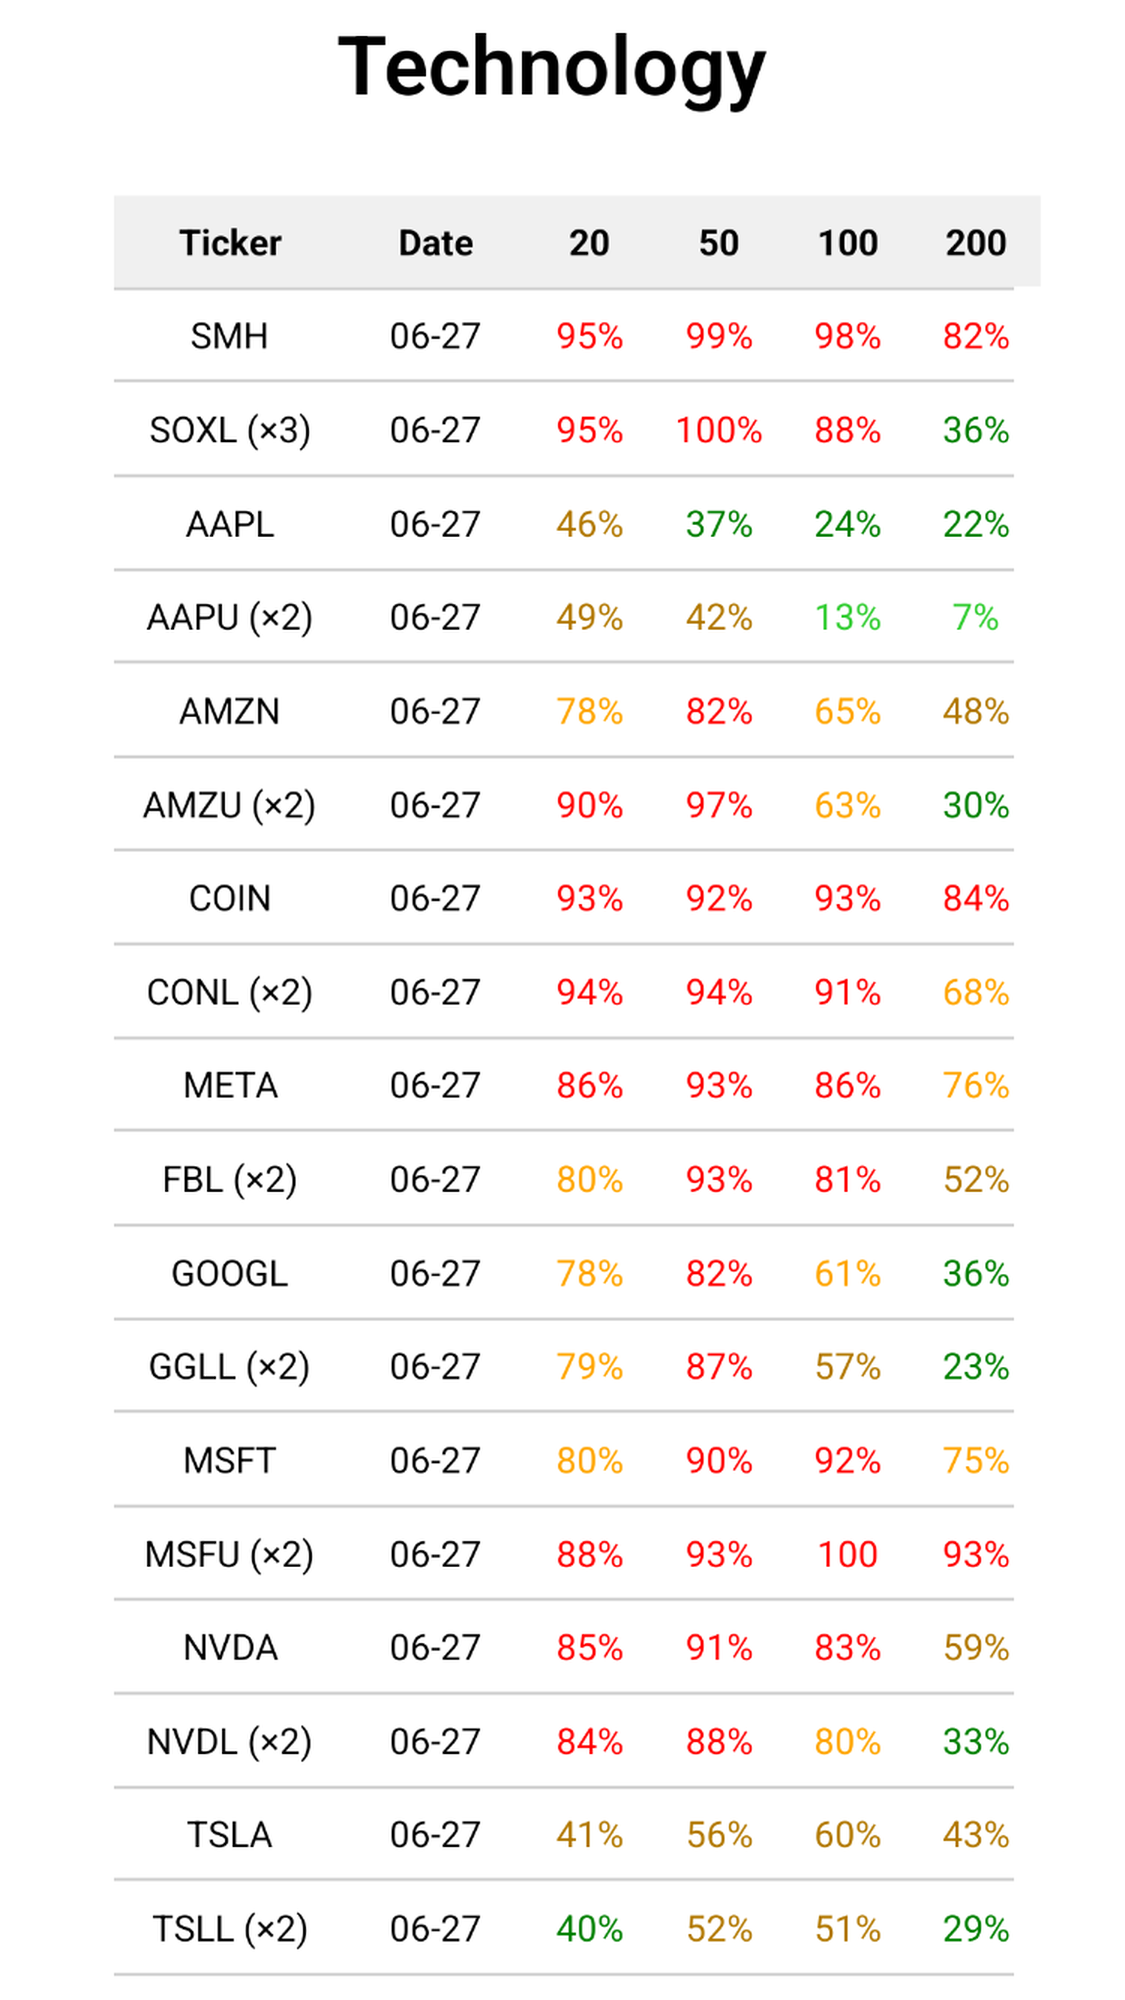 Technology
Ticker Date 20 50 100 200
SMH 06-27 95% 99% 98% 82%
SOXL (×3) 06-27 95% 100% 88% 36%
AAPL 06-27 46% 37% 24% 22%
AAPU (×2) 06-27 49% 42% 13% 7%
AMZN 06-27 78% 82% 65% 48%
AMZU (×2) 06-27 90% 97% 63% 30%
COIN 06-27 93% 92% 93% 84%
CONL (×2) 06-27 94% 94% 91% 68%
META 06-27 86% 93% 86% 76%
FBL (×2) 06-27 80% 93% 81% 52%
GOOGL 06-27 78% 82% 61% 36%
GGLL (×2) 06-27 79% 87% 57% 23%
MSFT 06-27 80% 90% 92% 75%
MSFU (×2) 06-27 88% 93% 100 93%
NVDA 06-27 85% 91% 83% 59%
NVDL (×2) 06-27 84% 88% 80% 33%
TSLA 06-27 41% 56% 60% 43%
TSLL (×2) 06-27 40% 52% 51% 29%